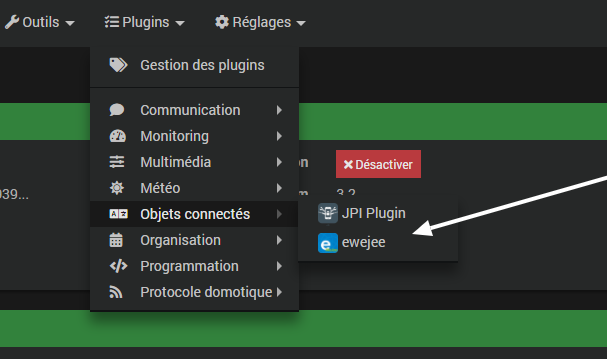 Outils
Plugins
Réglages
Gestion des plugins
Communication
Monitoring
Multimédia
on
Désactiver
Météo
039...
m
3.2
Objets connectés
JPI Plugin
Organisation
ewejee
Programmation
Protocole domotique